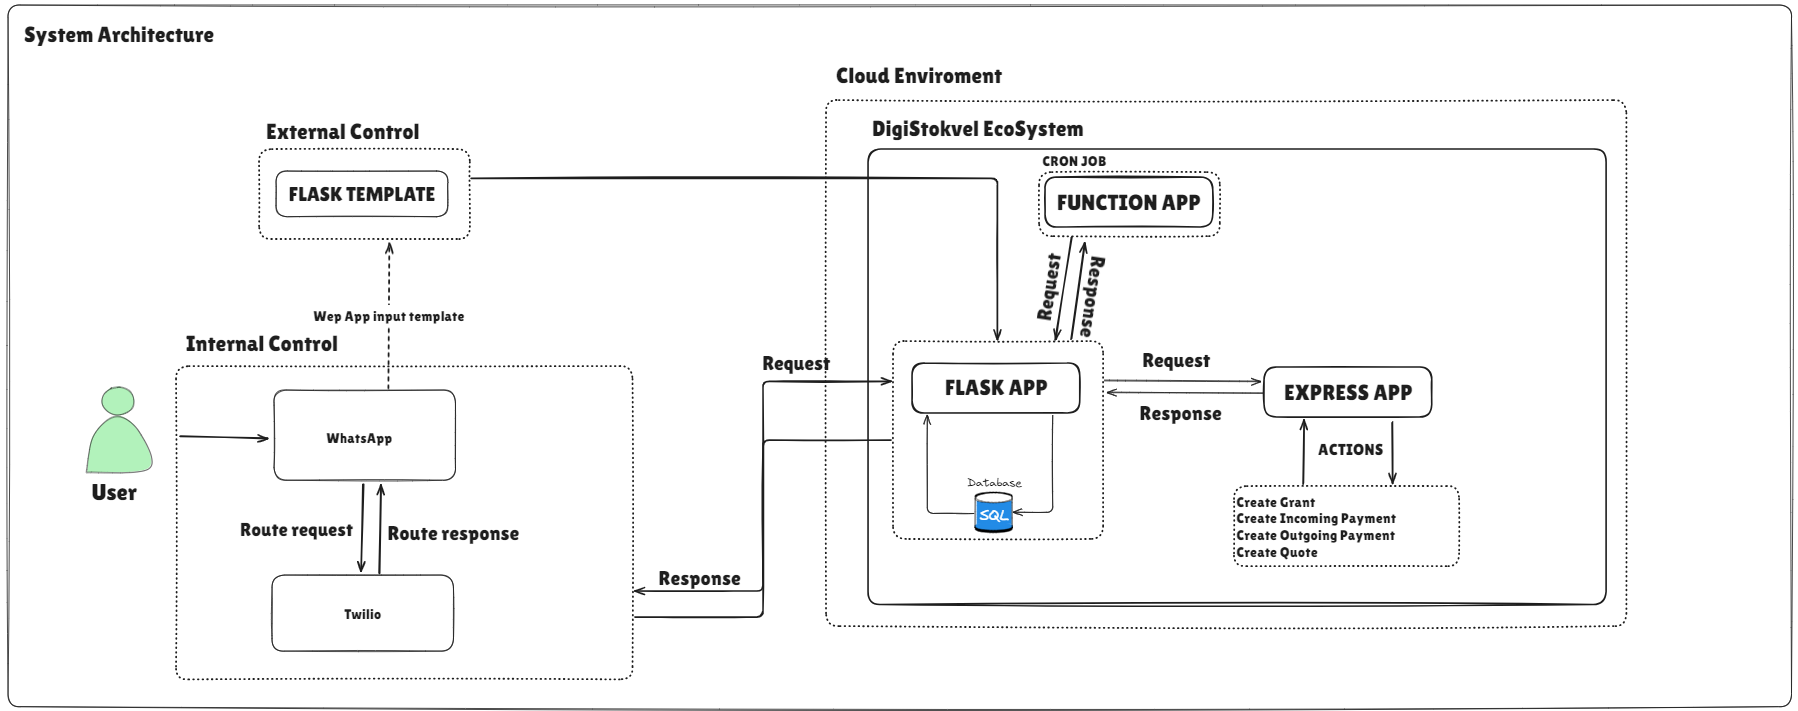 System Architecture
Cloud Enviroment
External Control
DigiStokvel EcoSystem
CRON JOB
FLASK TEMPLATE
FUNCTION APP
Request
Response
Wep App input template
Internal Control
Request
Request
FLASK APP
EXPRESS APP
Response
WhatsApp
ACTIONS
User
Database
SQL
Create Grant
Create Incoming Payment
Create Outgoing Payment
Create Quote
Route request
Route response
Response
Twilio